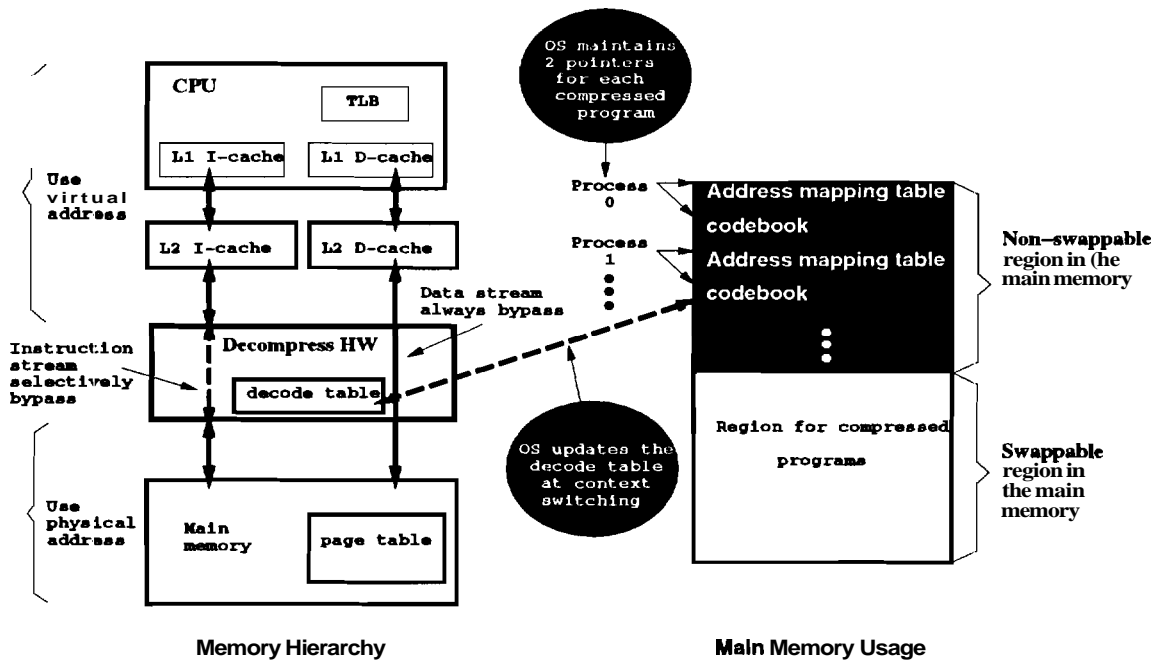 CPU
TLB
L1 I-cache
L1 D-cache
Use
virtual
address
L2 I-cache
L2 D-cache
Data stream
always bypass
Instruction
stream
selectively
bypass
Decompress HW
decode table
Use
physical
address
Main
memory
page table
Memory Hierarchy
OS maintains
2 pointers
for each
compressed
program
Process
0
Process
1
Address mapping table
codebook
Address mapping table
codebook
Non-swappable
region in (he
main memory
OS updates the
decode table
at context
switching
Region for compressed
programs
Swappable
region in
the main
memory
Main Memory Usage